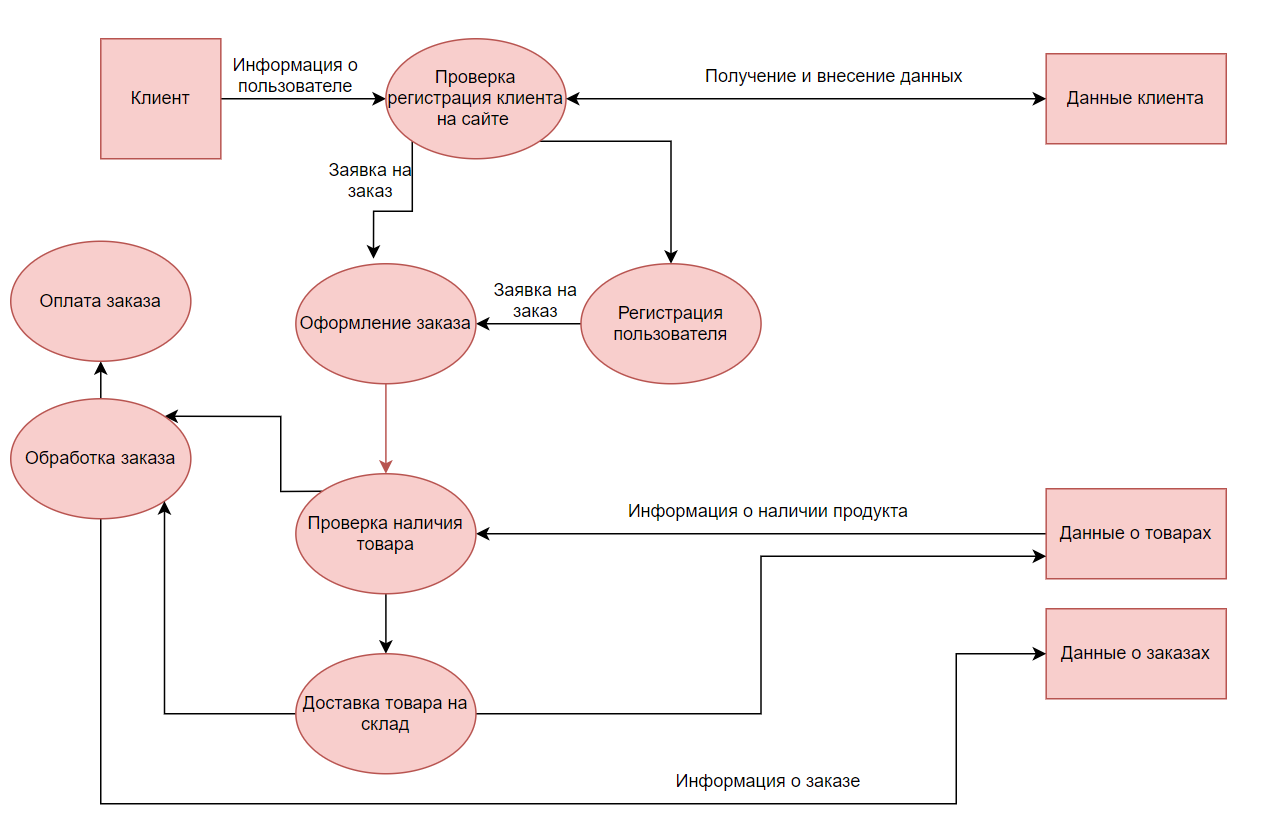 Клиент
Информация о
пользователе
Проверка
регистрация клиента
на сайте
Получение и внесение данных
Данные клиента
Заявка на
заказ
Оплата заказа
Оформление заказа
Заявка на
заказ
Регистрация
пользователя
Обработка заказа
Проверка наличия
товара
Информация о наличии продукта
Данные о товарах
Данные о заказах
Доставка товара на
склад
Информация о заказе